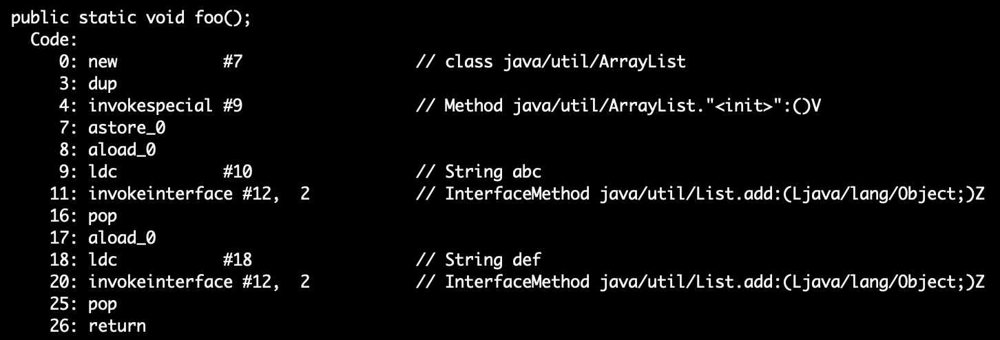 public static void foo();
  Code:
     0: new           #7                  // class java/util/ArrayList
     3: dup
     4: invokespecial #9                  // Method java/util/ArrayList."<init>":()V
     7: astore_0
     8: aload_0
     9: ldc           #10                 // String abc
    11: invokeinterface #12,  2           // InterfaceMethod java/util/List.add:(Ljava/lang/Object;)Z
    16: pop
    17: aload_0
    18: ldc           #18                 // String def
    20: invokeinterface #12,  2           // InterfaceMethod java/util/List.add:(Ljava/lang/Object;)Z
    25: pop
    26: return